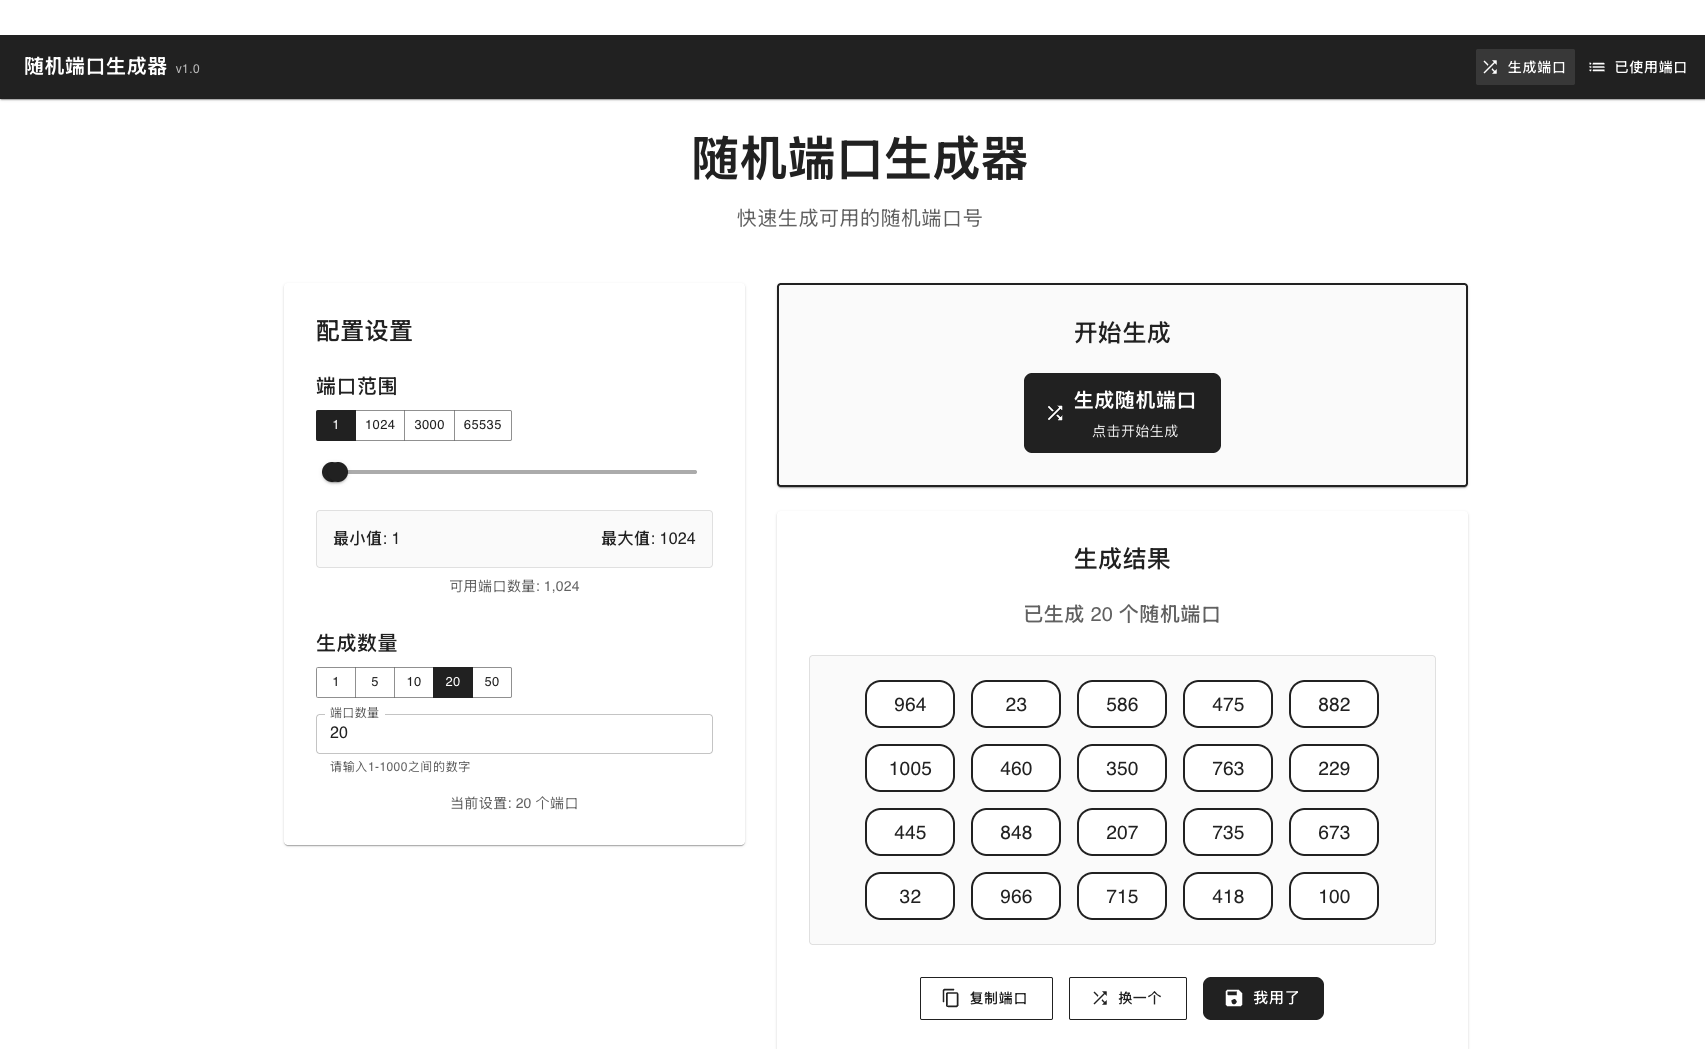 随机端口生成器 v1.0
生成端口
已使用端口
随机端口生成器
快速生成可用的随机端口号
配置设置
端口范围
1 1024 3000 65535
最小值: 1 最大值: 1024
可用端口数量: 1,024
生成数量
1 5 10 20 50
端口数量
20
请输入1-1000之间的数字
当前设置: 20 个端口
开始生成
生成随机端口
点击开始生成
生成结果
已生成 20 个随机端口
964 23 586 475 882
1005 460 350 763 229
445 848 207 735 673
32 966 715 418 100
复制端口 换一个 我用了